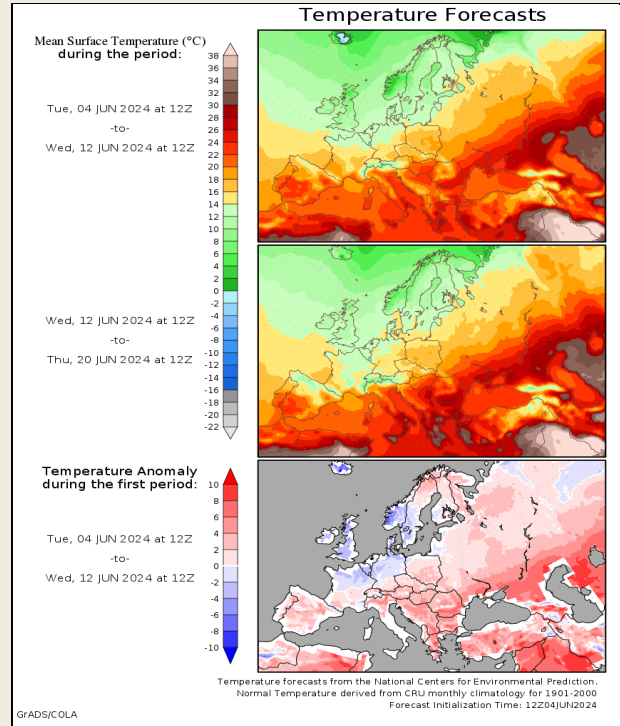 Temperature Forecasts
Mean Surface Temperature (°C)
during the period:
Tue, 04 JUN 2024 at 12Z
-to-
Wed, 12 JUN 2024 at 12Z
38
36
34
32
30
28
26
24
22
20
18
16
14
12
10
8
6
4
2
0
-2
-4
-6
-8
-10
-12
-14
-16
-18
-20
-22
Wed, 12 JUN 2024 at 12Z
-to-
Thu, 20 JUN 2024 at 12Z
Temperature Anomaly
during the first period:
Tue, 04 JUN 2024 at 12Z
-to-
Wed, 12 JUN 2024 at 12Z
10
8
6
4
2
0
-2
-4
-6
-8
-10
Temperature forecasts from the National Centers for Environmental Prediction.
Normal Temperature derived from CRU monthly climatology for 1901-2000
Forecast Initialization Time: 12Z04JUN2024
GrADS/COLA